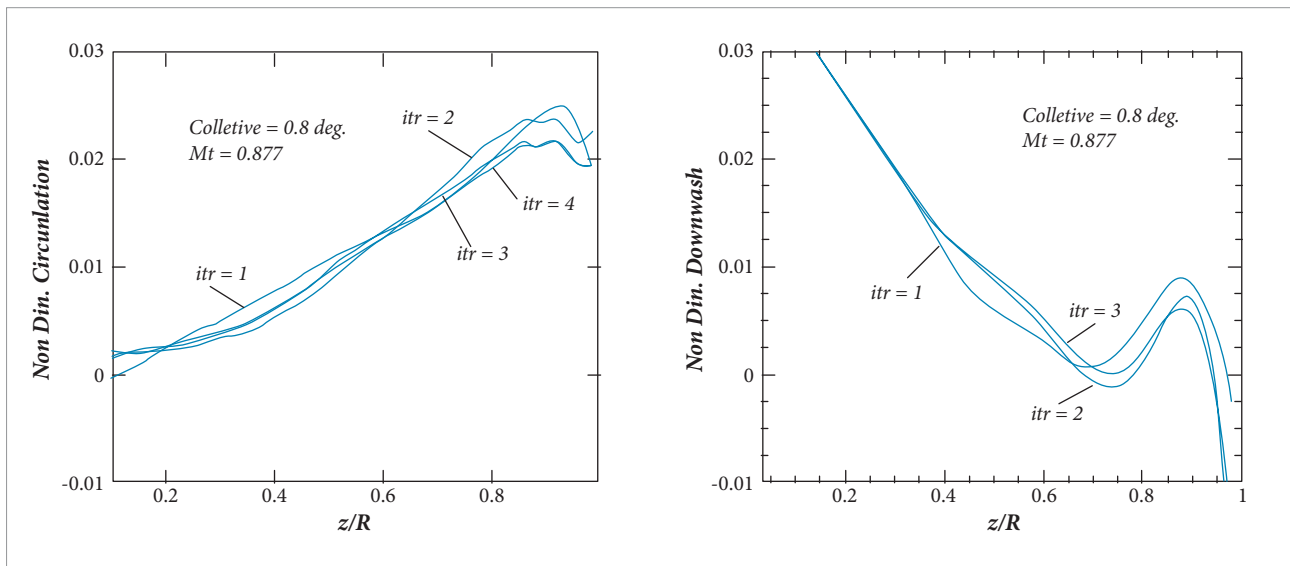 0.03
0.02
0.01
0
-0.01
Non Din. Circunlation
Colletive = 0.8 deg.
Mt = 0.877
itr = 2
itr = 4
itr = 3
itr = 1
0.2
0.4
0.6
0.8
z/R
0.03
0.02
0.01
0
-0.01
Non Din. Downwash
Colletive = 0.8 deg.
Mt = 0.877
itr = 1
itr = 3
itr = 2
0.2
0.4
0.6
0.8
1
z/R